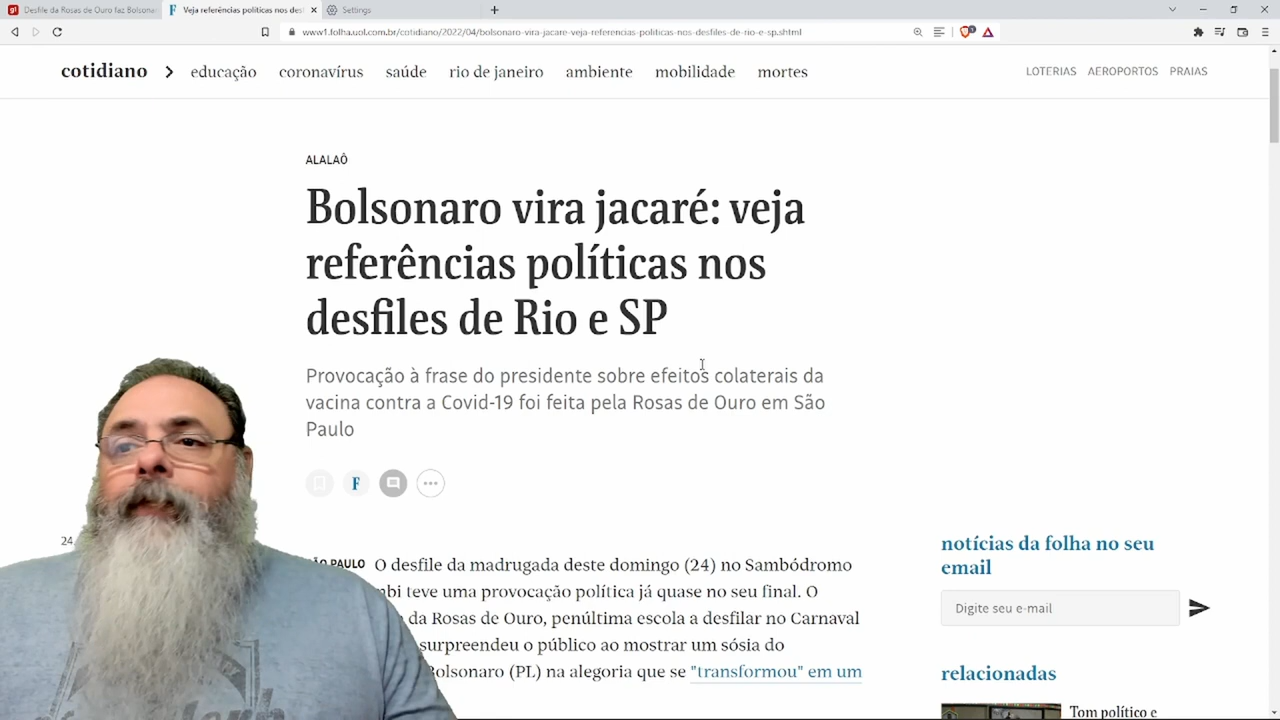 Desfile da Rosas de Ouro faz Bolsonar
Veja referências políticas nos desf
Settings
www1.folha.uol.com.br/cotidiano/2022/04/bolsonaro-vira-jacare-veja-referencias-politicas-nos-desfiles-de-rio-e-sp.shtml
cotidiano educação coronavírus saúde rio de janeiro ambiente mobilidade mortes LOTERIAS AEROPORTOS PRAIAS
ALALAÔ
Bolsonaro vira jacaré: veja
referências políticas nos
desfiles de Rio e SP
Provocação à frase do presidente sobre efeitos colaterais da
vacina contra a Covid-19 foi feita pela Rosas de Ouro em São
Paulo
F
24
O PAULO O desfile da madrugada deste domingo (24) no Sambódromo
mbi teve uma provocação política já quase no seu final. O
da Rosas de Ouro, penúltima escola a desfilar no Carnaval
surpreendeu o público ao mostrar um sósia do
Bolsonaro (PL) na alegoria que se "transformou" em um
notícias da folha no seu
email
Digite seu e-mail
relacionadas
Tom político e